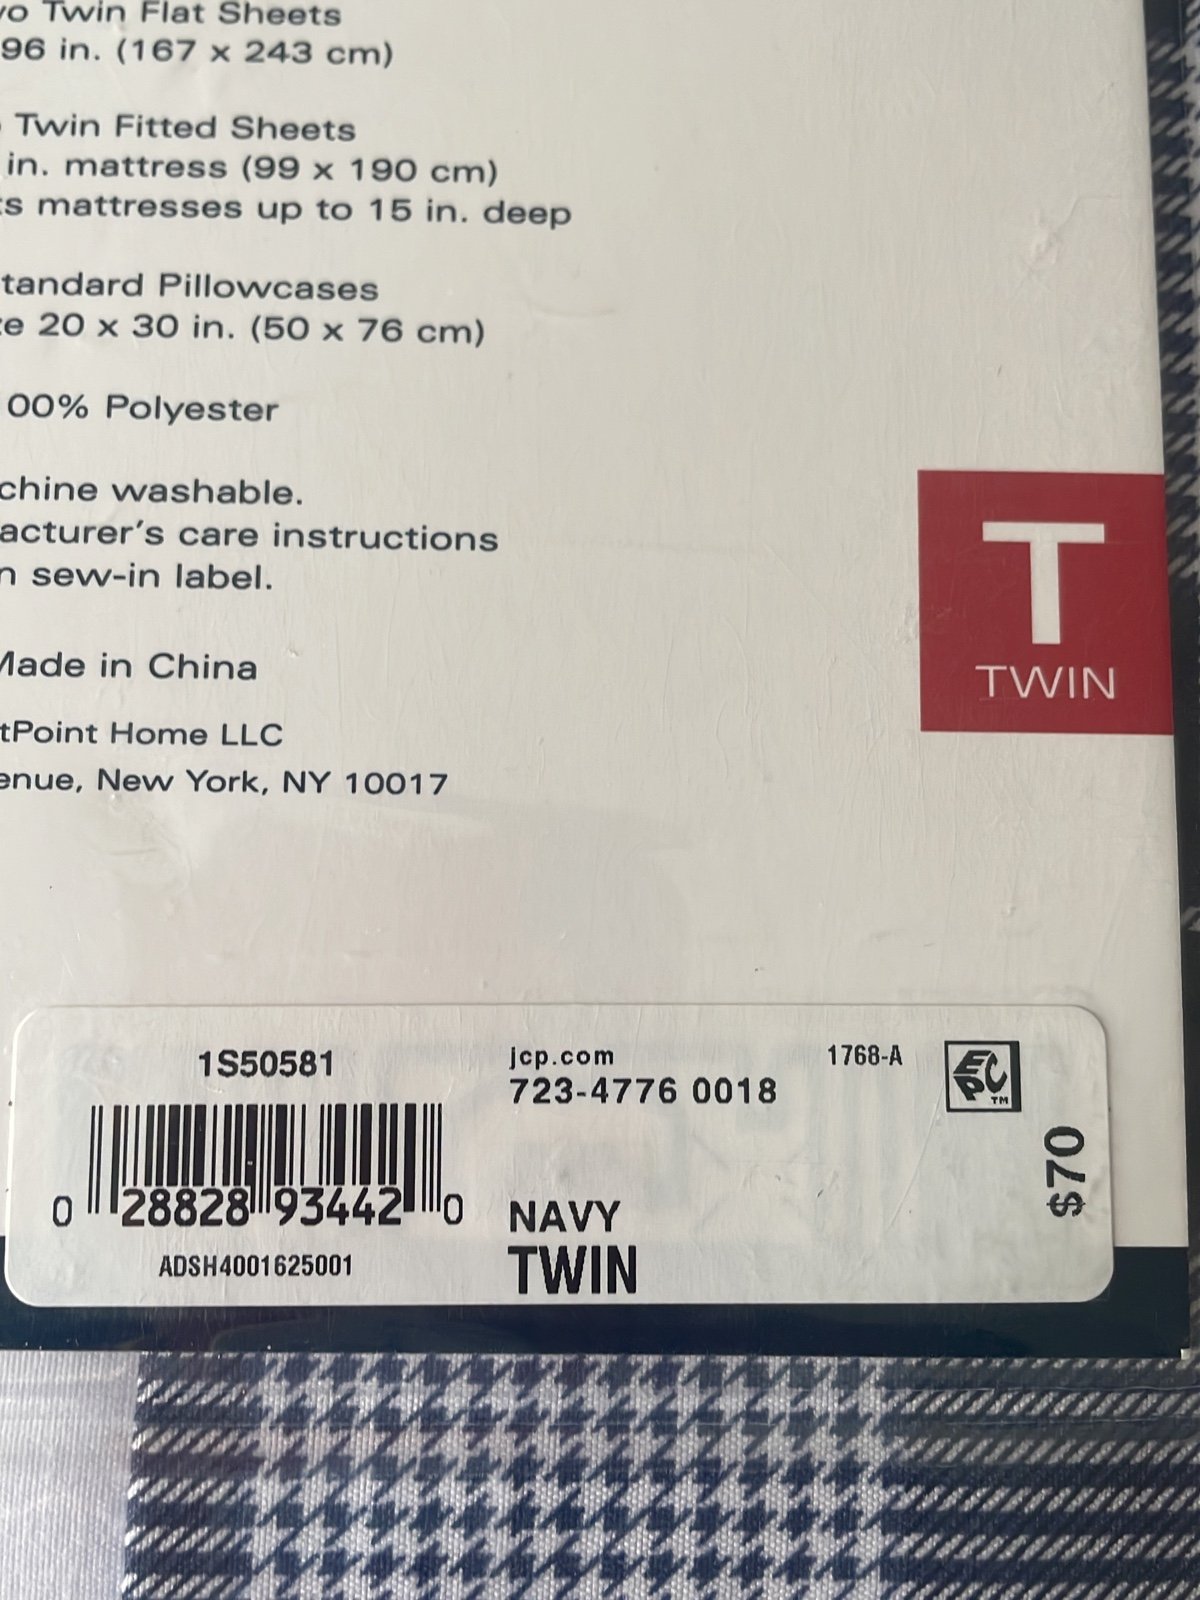 Twin Flat Sheets
96 in. (167 x 243 cm)
Twin Fitted Sheets
in. mattress (99 x 190 cm)
mattresses up to 15 in. deep
tandard Pillowcases
20 x 30 in. (50 x 76 cm)
00% Polyester
chine washable.
acturer's care instructions
n sew-in label.
Made in China
tPoint Home LLC
enue, New York, NY 10017
T
TWIN
1S50581
jcp.com
1768-A
723-4776 0018
ECP TM
$70
0 28828 93442 0
NAVY
ADSH4001625001
TWIN